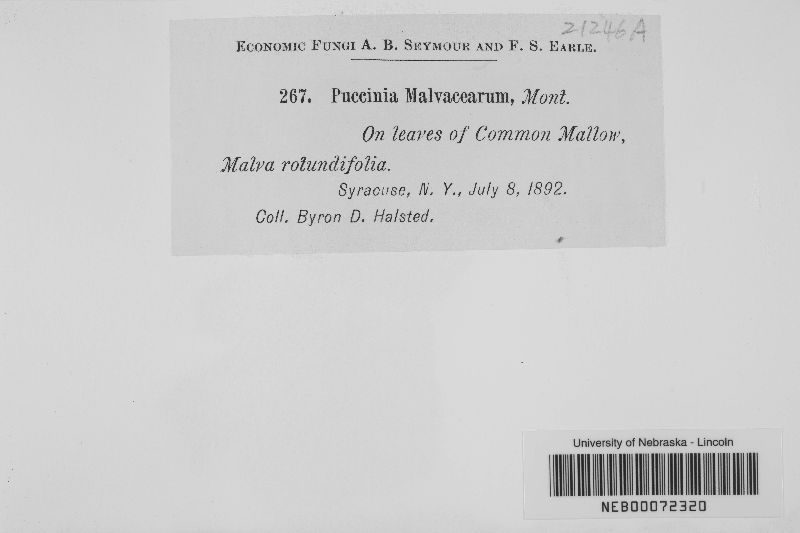 21246A
Economic Fungi A. B. Seymour and F. S. Earle.
267. Puccinia Malvacearum, Mont.
On leaves of Common Mallow,
Malva rotundifolia.
Syracuse, N. Y., July 8, 1892.
Coll. Byron D. Halsted.
University of Nebraska - Lincoln
NEB00072320